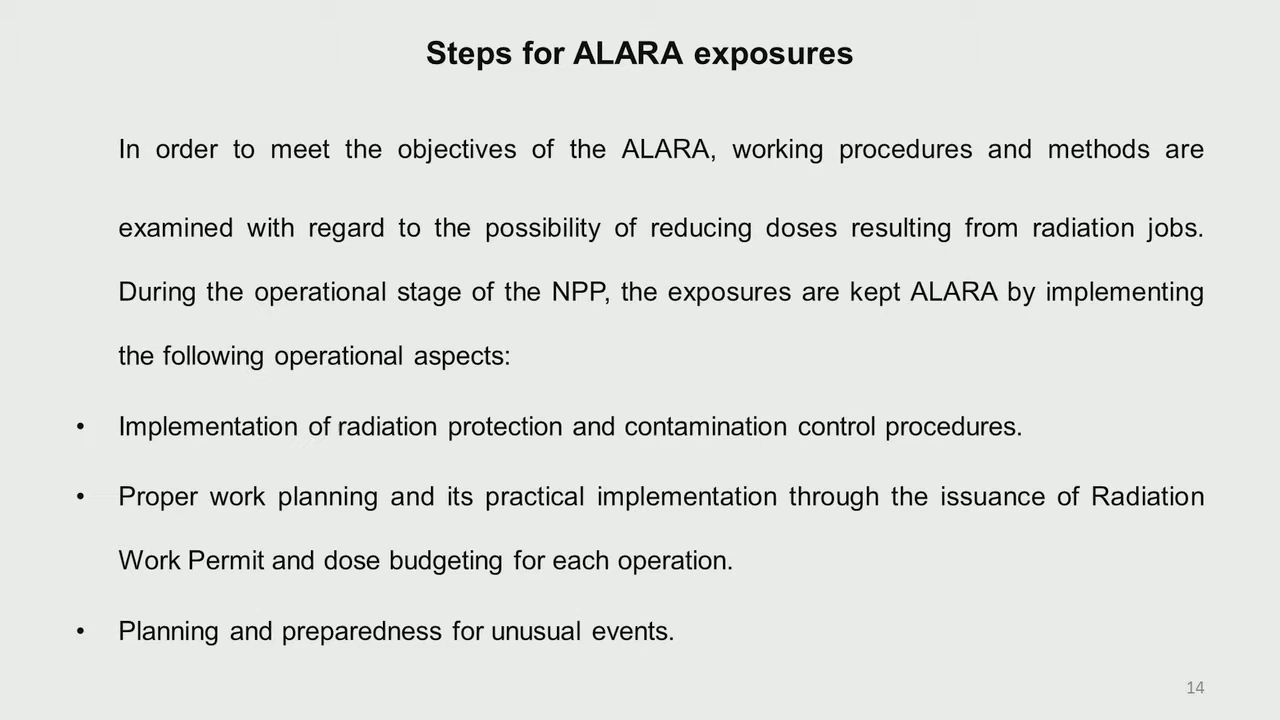 Steps for ALARA exposures
In order to meet the objectives of the ALARA, working procedures and methods are
examined with regard to the possibility of reducing doses resulting from radiation jobs.
During the operational stage of the NPP, the exposures are kept ALARA by implementing
the following operational aspects:
• Implementation of radiation protection and contamination control procedures.
• Proper work planning and its practical implementation through the issuance of Radiation
Work Permit and dose budgeting for each operation.
• Planning and preparedness for unusual events.
14